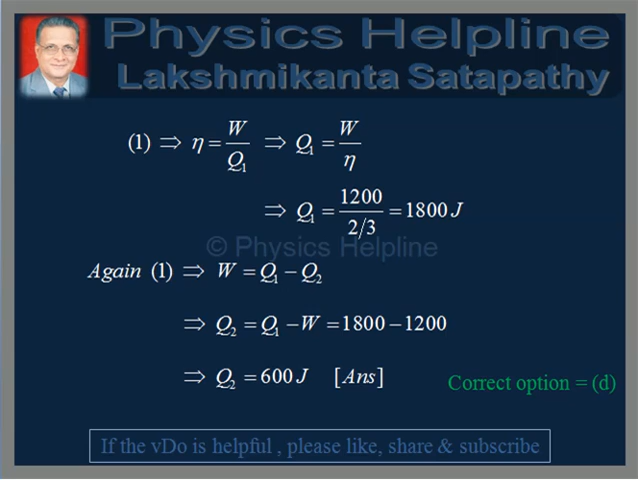 Physics Helpline
Lakshmikanta Satapathy
(1) ⇒ η = W/Q₁ ⇒ Q₁ = W/η
⇒ Q₁ = 1200/(2/3) = 1800 J
© Physics Helpline
Again (1) ⇒ W = Q₁ − Q₂
⇒ Q₂ = Q₁ − W = 1800 − 1200
⇒ Q₂ = 600 J [Ans]
Correct option = (d)
If the vDo is helpful , please like, share & subscribe